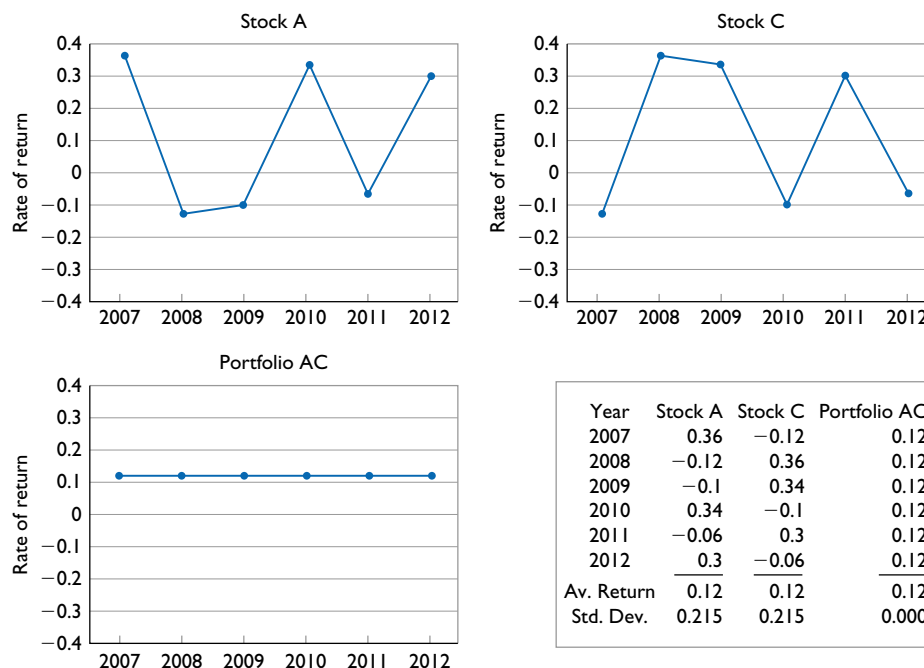 Stock A
Rate of return
0.4
0.3
0.2
0.1
0
−0.1
−0.2
−0.3
−0.4
2007 2008 2009 2010 2011 2012
Stock C
Rate of return
0.4
0.3
0.2
0.1
0
−0.1
−0.2
−0.3
−0.4
2007 2008 2009 2010 2011 2012
Portfolio AC
Rate of return
0.4
0.3
0.2
0.1
0
−0.1
−0.2
−0.3
−0.4
2007 2008 2009 2010 2011 2012
Year Stock A Stock C Portfolio AC
2007 0.36 −0.12 0.12
2008 −0.12 0.36 0.12
2009 −0.1 0.34 0.12
2010 0.34 −0.1 0.12
2011 −0.06 0.3 0.12
2012 0.3 −0.06 0.12
Av. Return 0.12 0.12 0.12
Std. Dev. 0.215 0.215 0.000